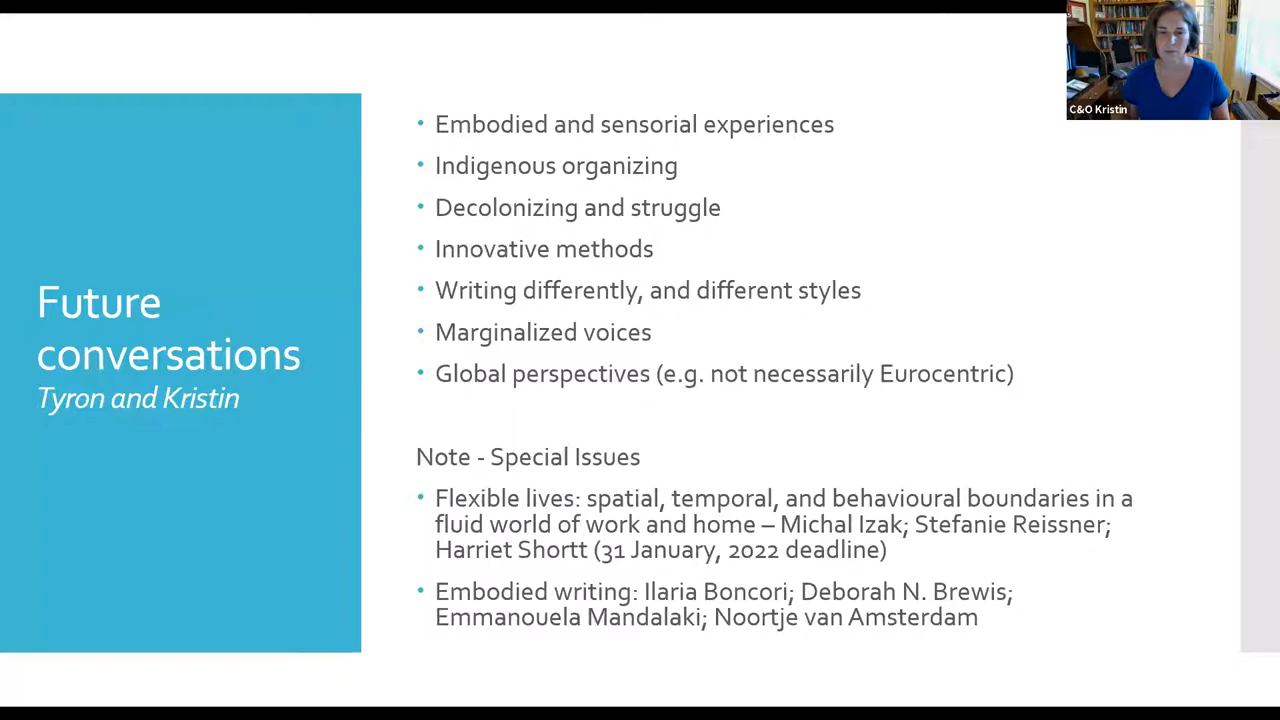 Future
conversations
Tyron and Kristin
• Embodied and sensorial experiences
• Indigenous organizing
• Decolonizing and struggle
• Innovative methods
• Writing differently, and different styles
• Marginalized voices
• Global perspectives (e.g. not necessarily Eurocentric)
Note - Special Issues
• Flexible lives: spatial, temporal, and behavioural boundaries in a
fluid world of work and home – Michal Izak; Stefanie Reissner;
Harriet Shortt (31 January, 2022 deadline)
• Embodied writing: Ilaria Boncori; Deborah N. Brewis;
Emmanouela Mandalaki; Noortje van Amsterdam
C&O Kristin